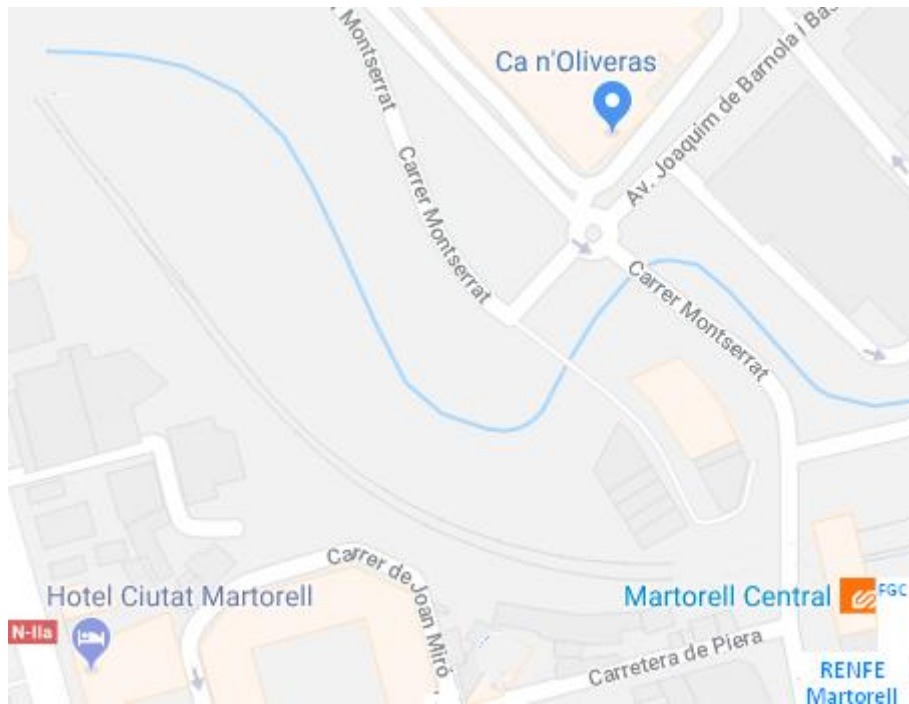 Montserrat
Ca n'Oliveras
Av. Joaquim de Barnola i Bas
Carrer Montserrat
Carrer Montserrat
Carrer de Joan Miró
Hotel Ciutat Martorell
Martorell Central
FGC
N-IIa
Carretera de Piera
RENFE
Martorell